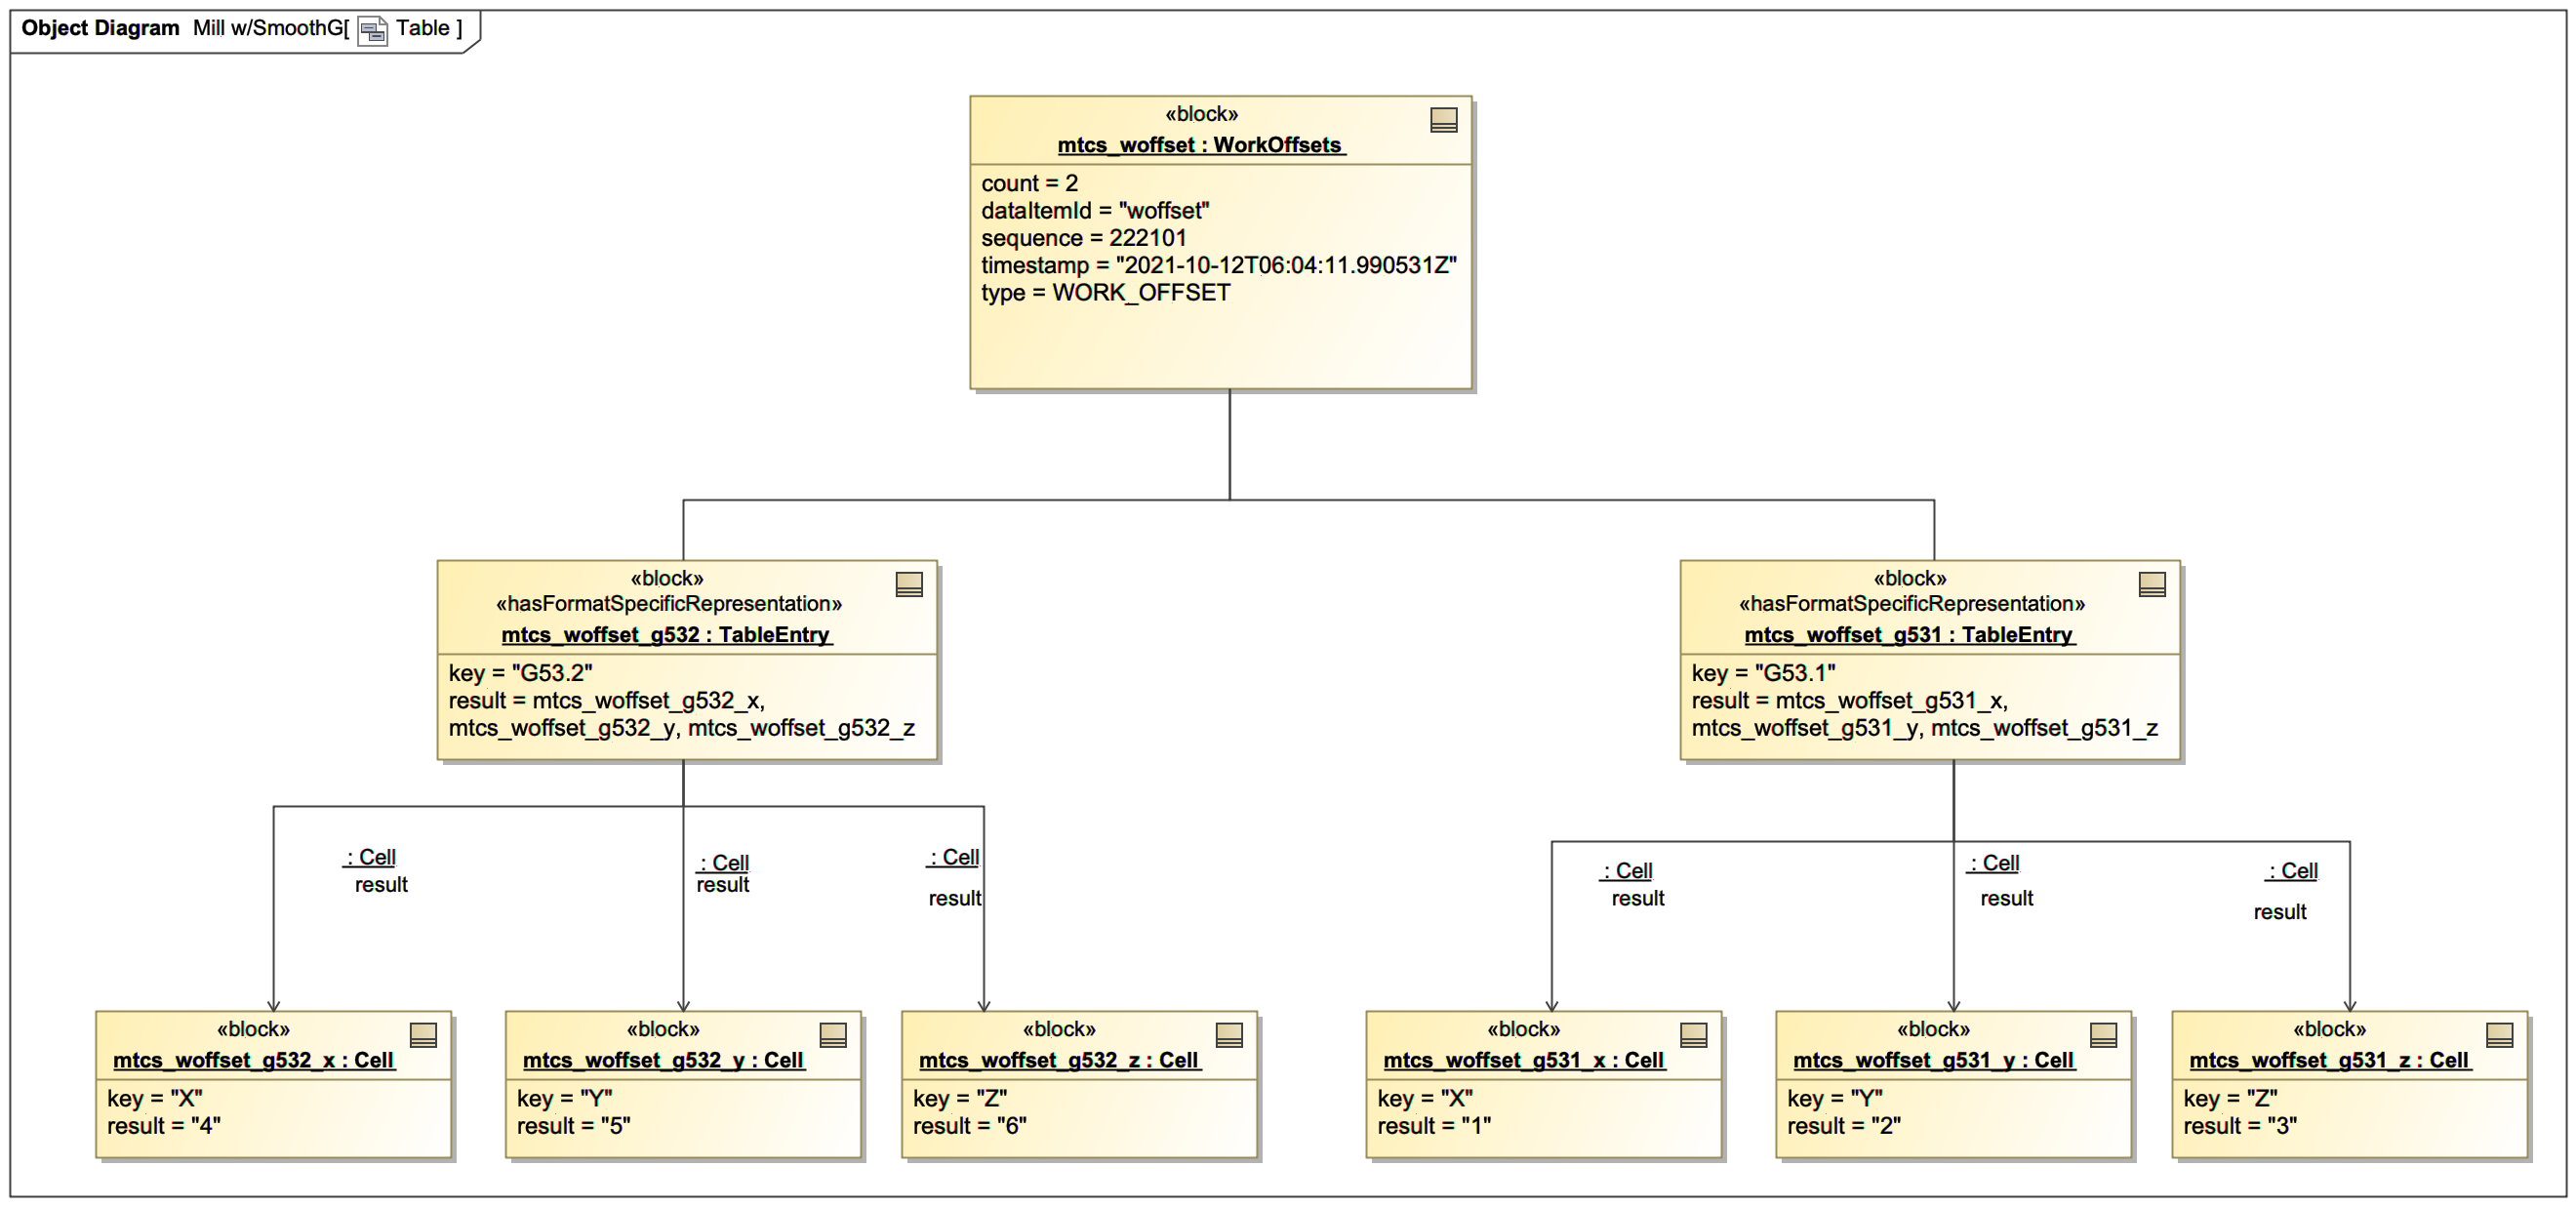 Object Diagram Mill w/SmoothG[ Table ]
«block»
mtcs_woffset : WorkOffsets
count = 2
dataItemId = "woffset"
sequence = 222101
timestamp = "2021-10-12T06:04:11.990531Z"
type = WORK_OFFSET
«block»
«hasFormatSpecificRepresentation»
mtcs_woffset_g532 : TableEntry
key = "G53.2"
result = mtcs_woffset_g532_x,
mtcs_woffset_g532_y, mtcs_woffset_g532_z
«block»
«hasFormatSpecificRepresentation»
mtcs_woffset_g531 : TableEntry
key = "G53.1"
result = mtcs_woffset_g531_x,
mtcs_woffset_g531_y, mtcs_woffset_g531_z
: Cell
result
: Cell
result
: Cell
result
: Cell
result
: Cell
result
: Cell
result
«block»
mtcs_woffset_g532_x : Cell
key = "X"
result = "4"
«block»
mtcs_woffset_g532_y : Cell
key = "Y"
result = "5"
«block»
mtcs_woffset_g532_z : Cell
key = "Z"
result = "6"
«block»
mtcs_woffset_g531_x : Cell
key = "X"
result = "1"
«block»
mtcs_woffset_g531_y : Cell
key = "Y"
result = "2"
«block»
mtcs_woffset_g531_z : Cell
key = "Z"
result = "3"